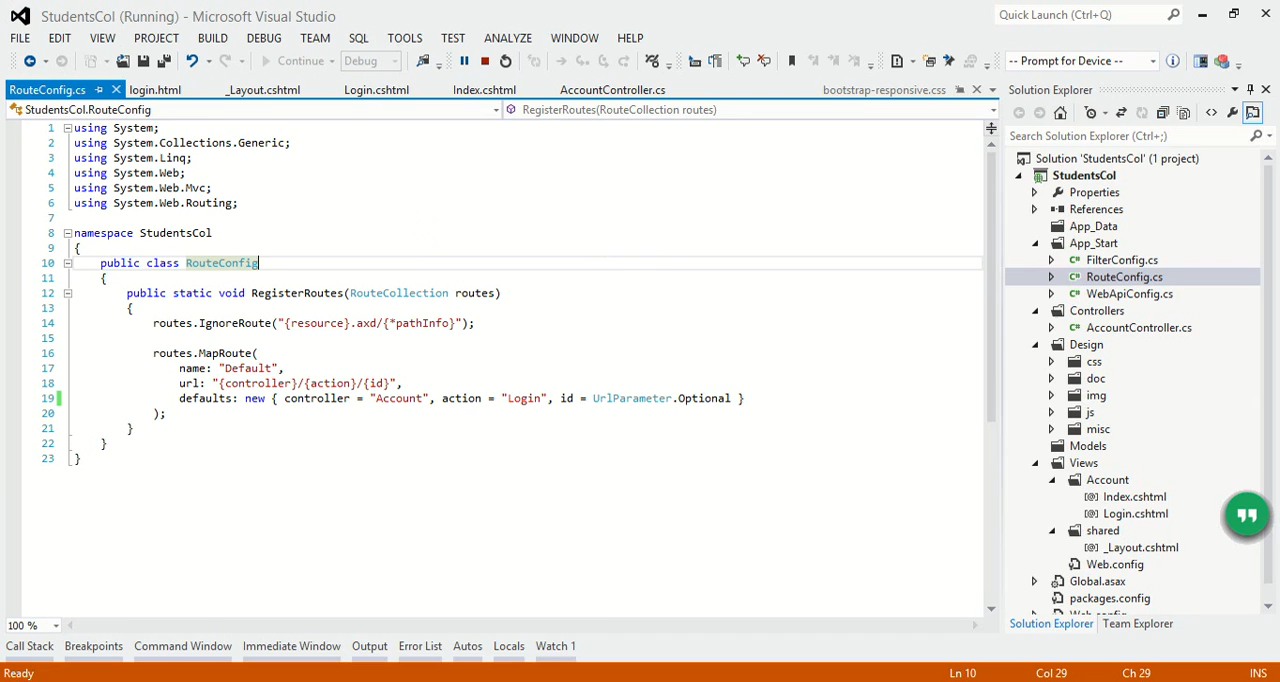 StudentsCol (Running) - Microsoft Visual Studio
Quick Launch (Ctrl+Q)
FILE EDIT VIEW PROJECT BUILD DEBUG TEAM SQL TOOLS TEST ANALYZE WINDOW HELP
Continue Debug -- Prompt for Device --
RouteConfig.cs login.html _Layout.cshtml Login.cshtml Index.cshtml AccountController.cs bootstrap-responsive.css
StudentsCol.RouteConfig RegisterRoutes(RouteCollection routes)
1 using System;
2 using System.Collections.Generic;
3 using System.Linq;
4 using System.Web;
5 using System.Web.Mvc;
6 using System.Web.Routing;
7
8 namespace StudentsCol
9 {
10 public class RouteConfig
11 {
12 public static void RegisterRoutes(RouteCollection routes)
13 {
14 routes.IgnoreRoute("{resource}.axd/{*pathInfo}");
15
16 routes.MapRoute(
17 name: "Default",
18 url: "{controller}/{action}/{id}",
19 defaults: new { controller = "Account", action = "Login", id = UrlParameter.Optional }
20 );
21 }
22 }
23 }
100 %
Solution Explorer
Search Solution Explorer (Ctrl+;)
Solution 'StudentsCol' (1 project)
StudentsCol
Properties
References
App_Data
App_Start
FilterConfig.cs
RouteConfig.cs
WebApiConfig.cs
Controllers
AccountController.cs
Design
css
doc
img
js
misc
Models
Views
Account
Index.cshtml
Login.cshtml
shared
_Layout.cshtml
Web.config
Global.asax
packages.config
Solution Explorer Team Explorer
Call Stack Breakpoints Command Window Immediate Window Output Error List Autos Locals Watch 1
Ready Ln 10 Col 29 Ch 29 INS